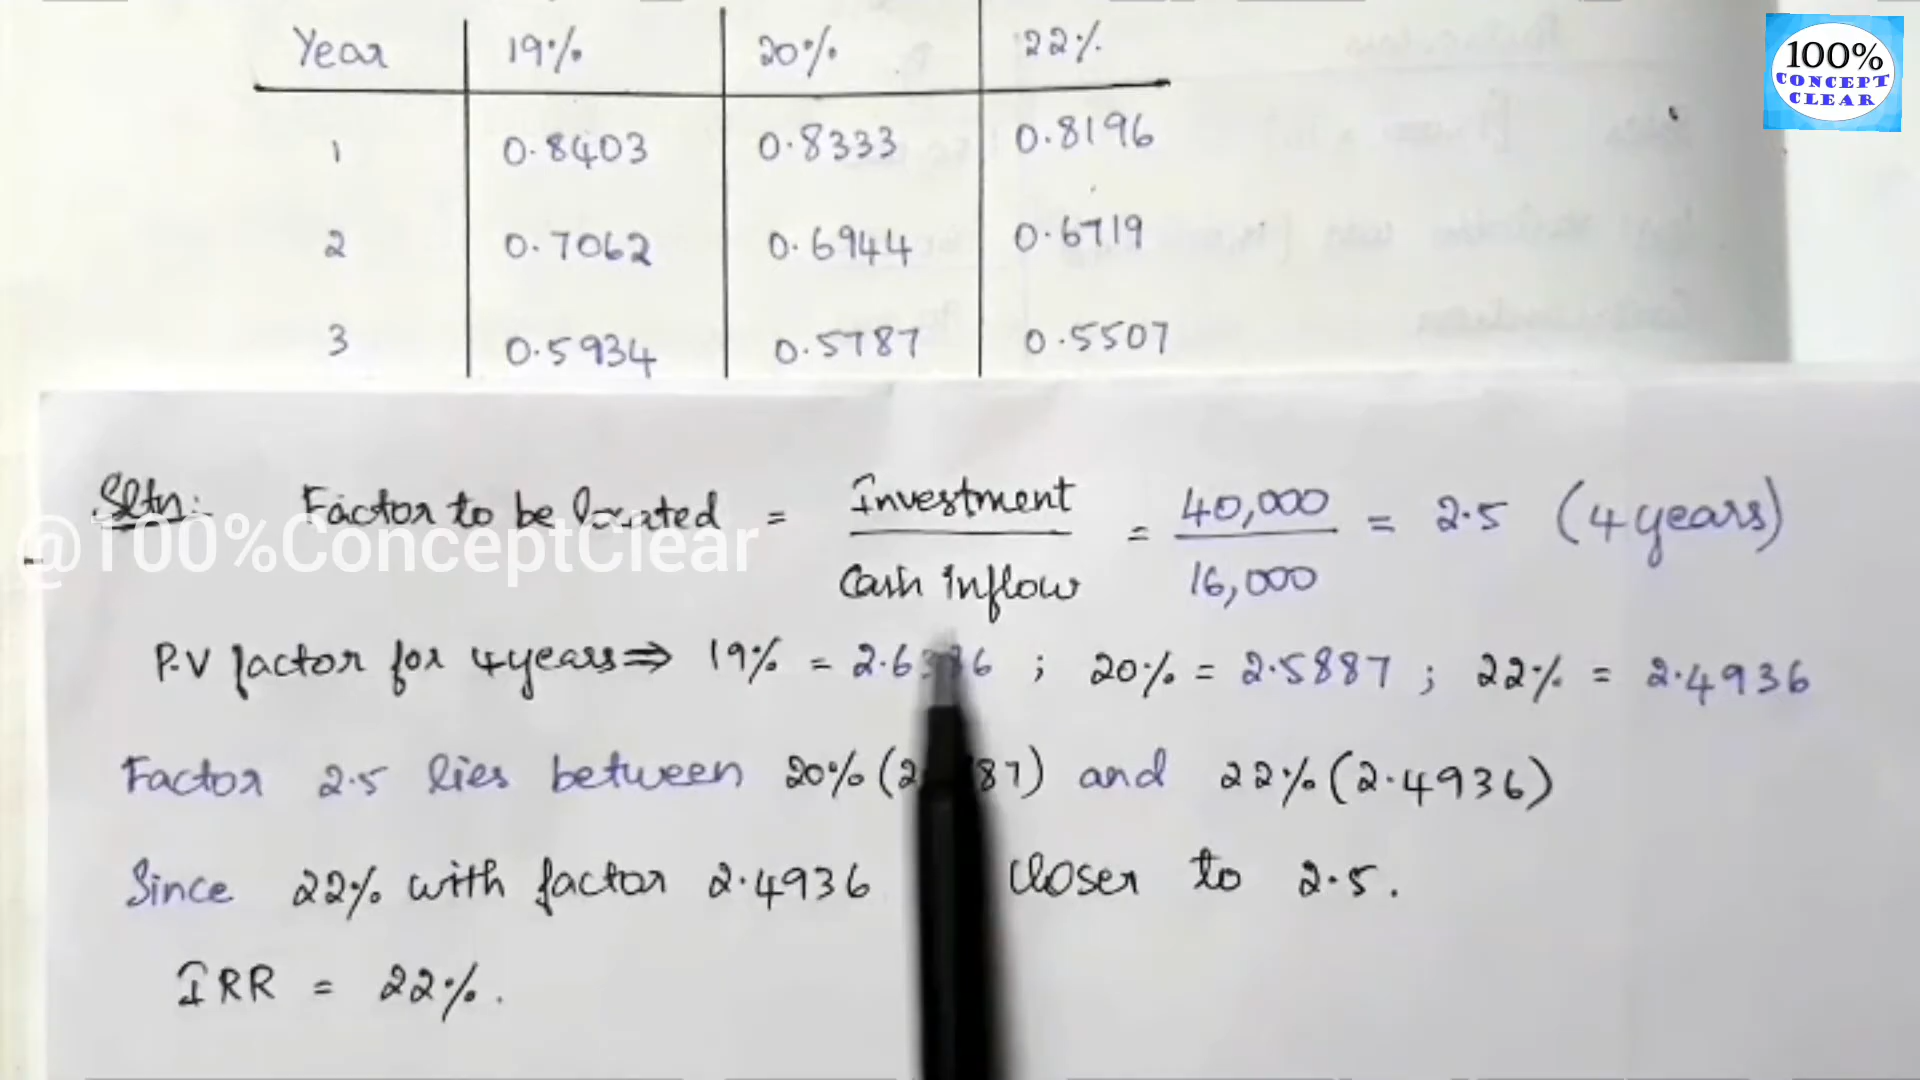 Year 19% 20% 22%
100%
CONCEPT
CLEAR
1 0.8403 0.8333 0.8196
2 0.7062 0.6944 0.6719
3 0.5934 0.5787 0.5507
Sltn: Factor to be located = Investment / Cash inflow = 40,000 / 16,000 = 2.5 (4 years)
@100%ConceptClear
P.V factor for 4 years ⇒ 19% = 2.6386 ; 20% = 2.5887 ; 22% = 2.4936
Factor 2.5 lies between 20% (2 87) and 22% (2.4936)
Since 22% with factor 2.4936 closer to 2.5.
IRR = 22%.